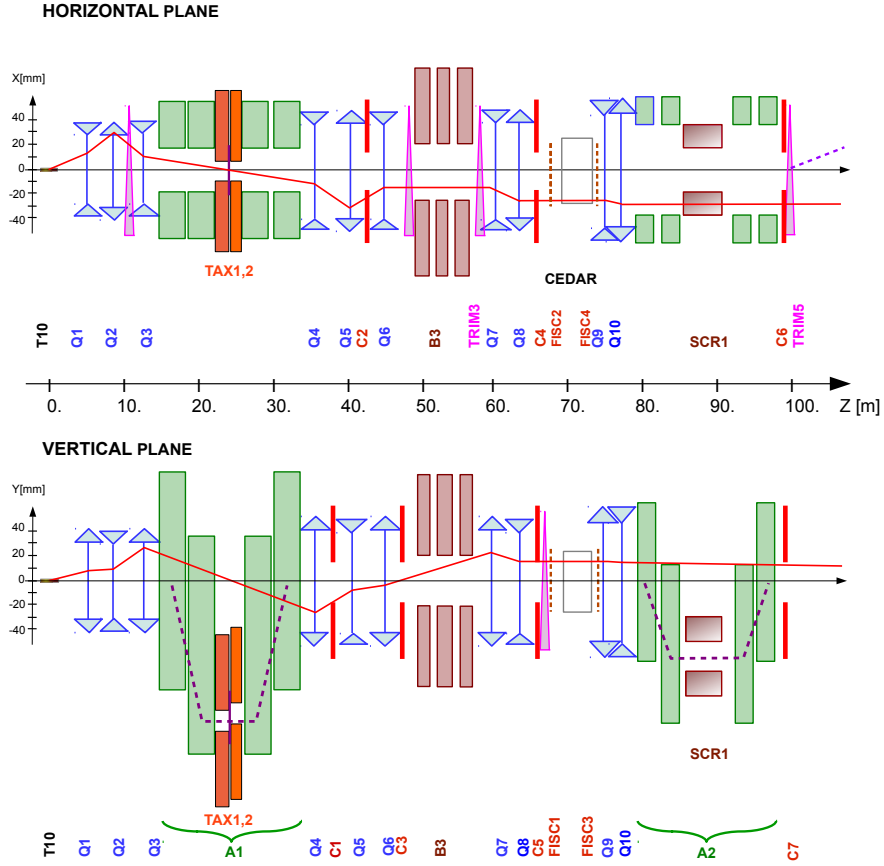 HORIZONTAL PLANE
X[mm]
40
20
0
-20
-40
TAX1,2
CEDAR
T10 Q1 Q2 Q3 Q4 Q5 C2 Q6 B3 TRIM3 Q7 Q8 C4 FISC2 FISC4 Q9 Q10 SCR1 C6 TRIM5
0. 10. 20. 30. 40. 50. 60. 70. 80. 90. 100. Z [m]
VERTICAL PLANE
Y[mm]
40
20
0
-20
-40
SCR1
TAX1,2
T10 Q1 Q2 Q3 A1 Q4 C1 Q5 Q6 C3 B3 Q7 Q8 C5 FISC1 FISC3 Q9 Q10 A2 C7